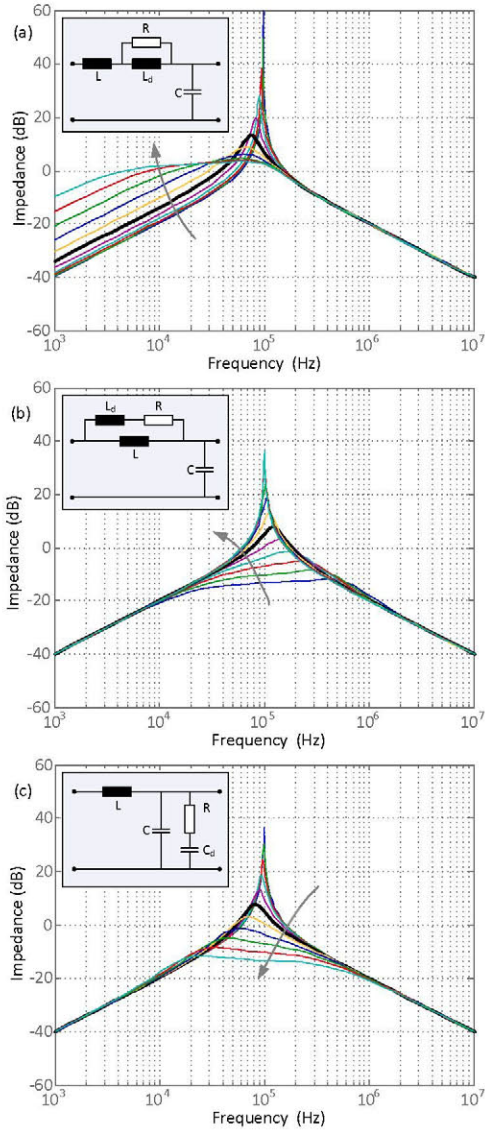 (a)
R
L
Ld
C
Impedance (dB)
60
40
20
0
-20
-40
-60
10³ 10⁴ 10⁵ 10⁶ 10⁷
Frequency (Hz)
(b)
Ld R
L
C
Impedance (dB)
60
40
20
0
-20
-40
-60
10³ 10⁴ 10⁵ 10⁶ 10⁷
Frequency (Hz)
(c)
L
R
C
Cd
Impedance (dB)
60
40
20
0
-20
-40
-60
10³ 10⁴ 10⁵ 10⁶ 10⁷
Frequency (Hz)